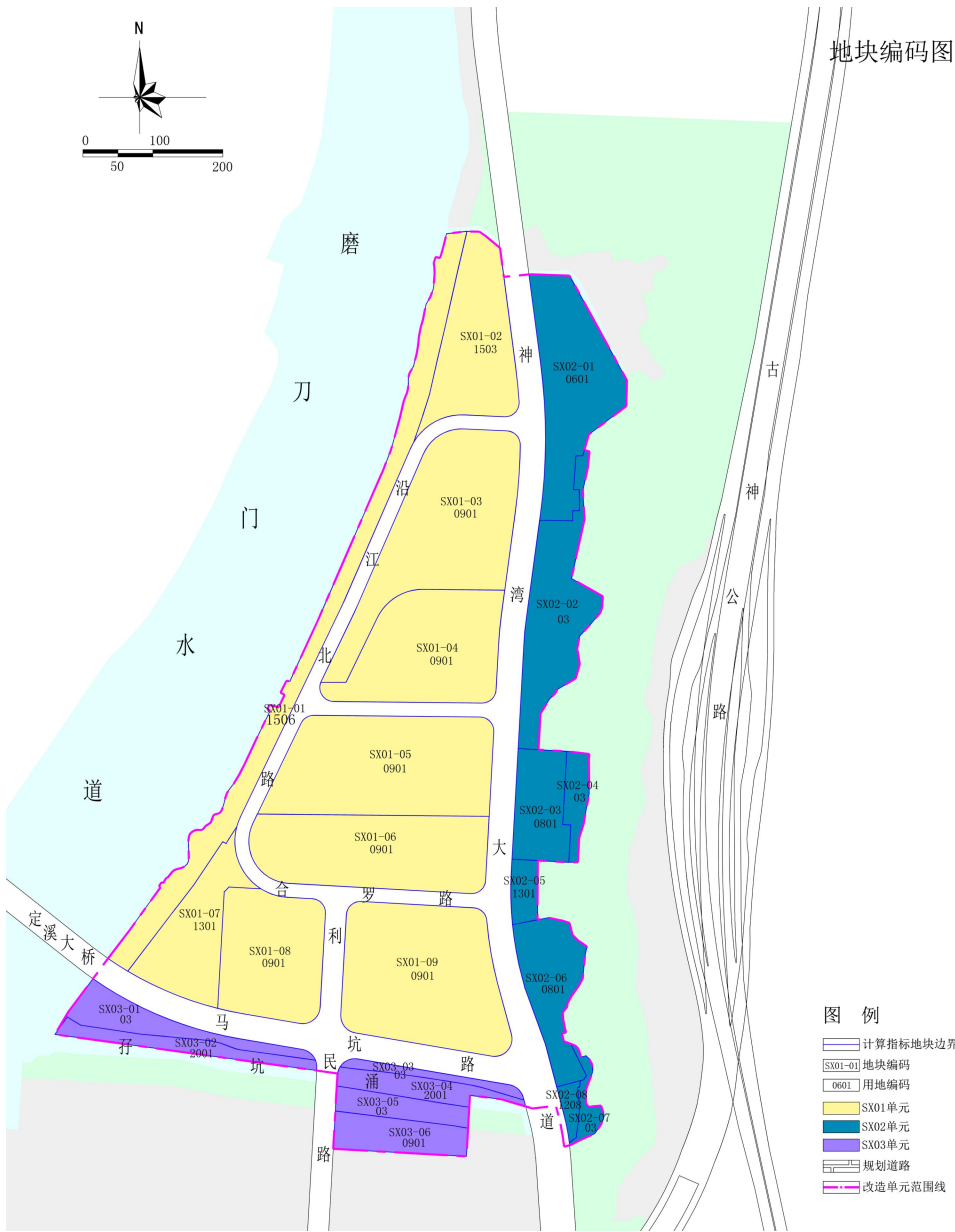 地块编码图
N
0 100
50 200
磨
刀
门
水
道
SX01-02
1503
神
SX02-01
0601
古
沿
SX01-03
0901
神
江
湾
SX02-02
03
公
北
SX01-04
0901
路
SX01-01
1506
SX01-05
0901
路
SX02-04
03
SX02-03
0801
SX01-06
0901
大
SX02-05
1301
合 罗 路
SX01-07
1301
利
定溪大桥
SX01-08
0901
SX01-09
0901
SX02-06
0801
SX03-01
03
马
坑
路
孖
SX03-02
2001
坑
民
SX03-03
03
涌
SX03-04
2001
SX03-05
03
SX03-06
0901
路
SX02-08
1208
SX02-07
03
道
图 例
计算指标地块边界
SX01-01 地块编码
0601 用地编码
SX01单元
SX02单元
SX03单元
规划道路
改造单元范围线